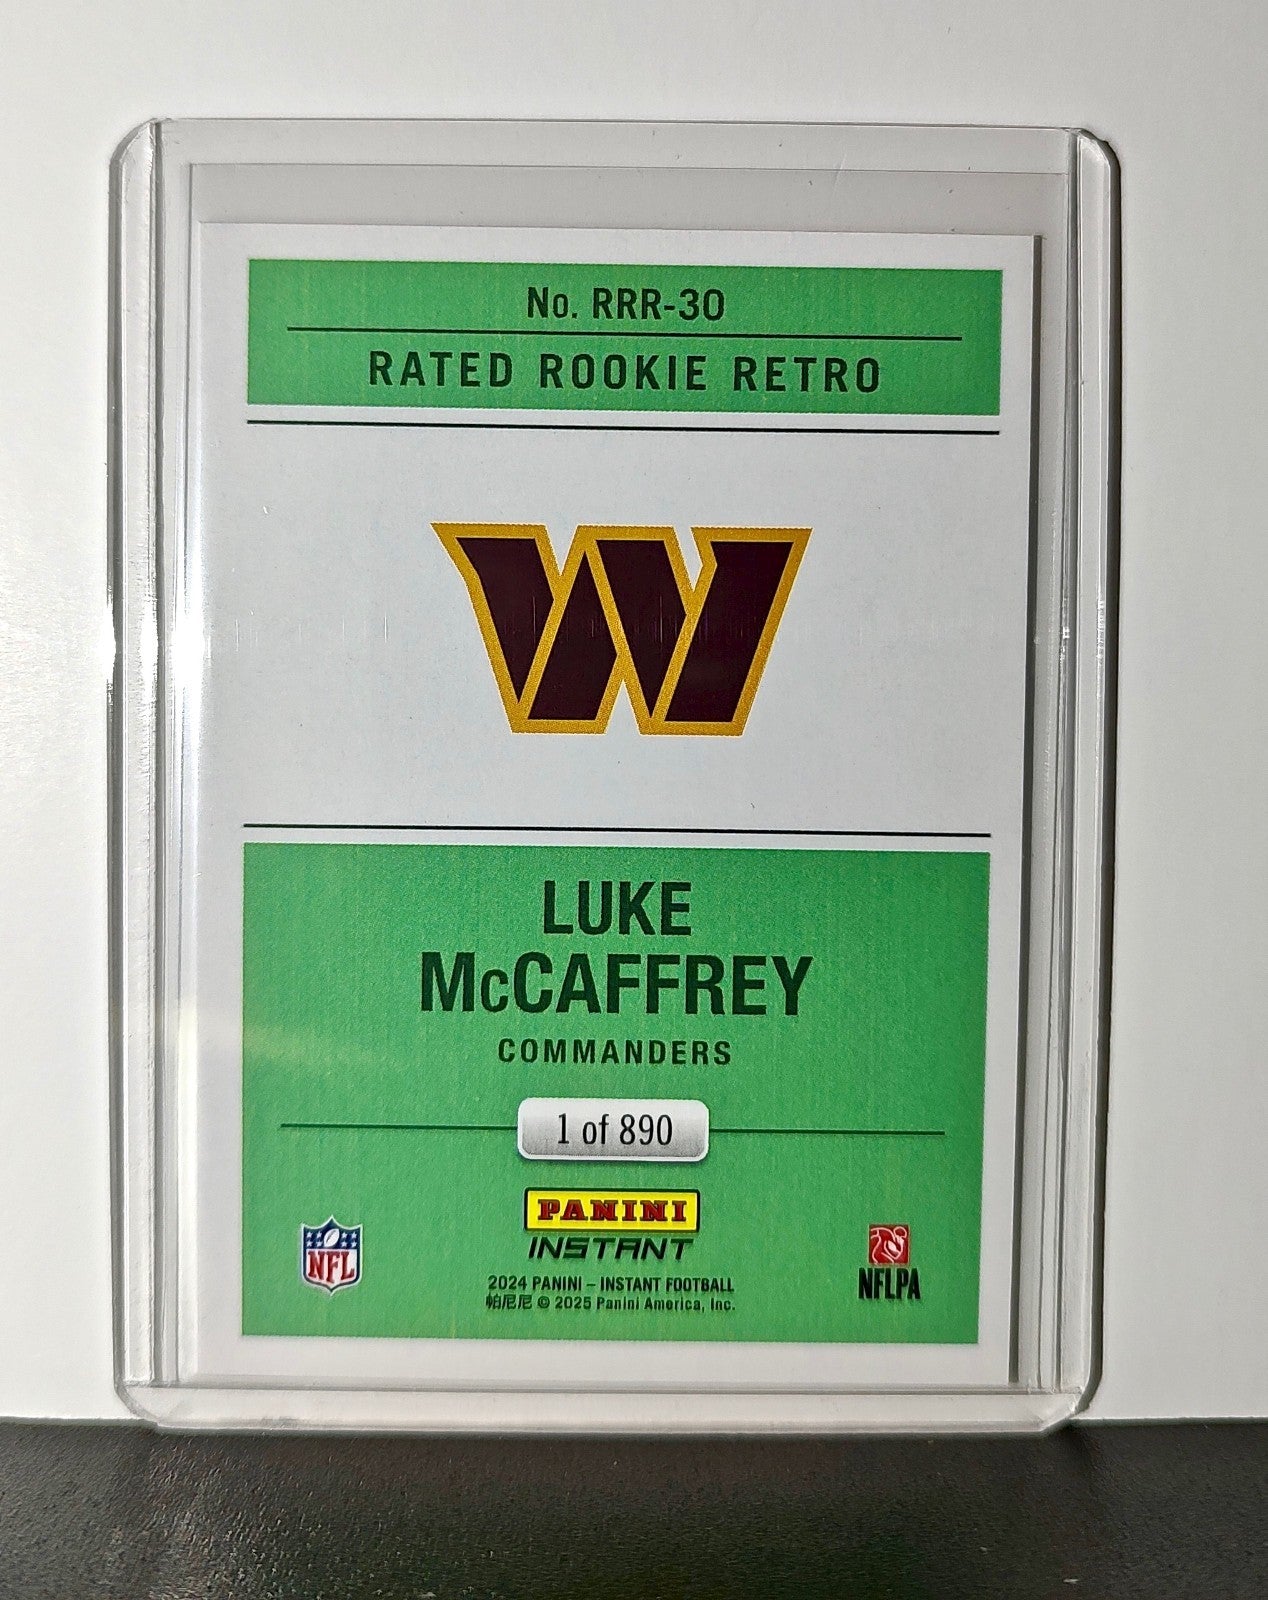 No. RRR-30
RATED ROOKIE RETRO
W
LUKE
McCAFFREY
COMMANDERS
1 of 890
PANINI
INSTANT
NFL
NFLPA
2024 PANINI – INSTANT FOOTBALL
帕尼尼 © 2025 Panini America, Inc.